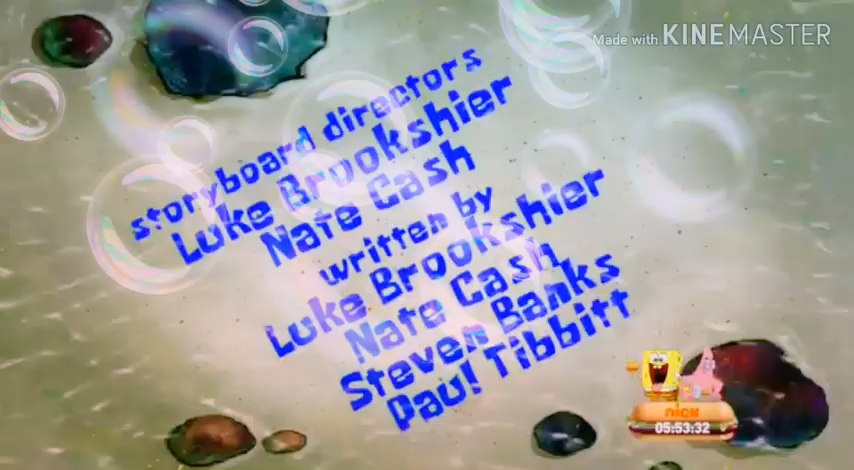 Made with KINEMASTER
storyboard directors
Luke Brookshier
Nate Cash
written by
Luke Brookshier
Nate Cash
Steven Banks
Paul Tibbitt
nick
05:53:32